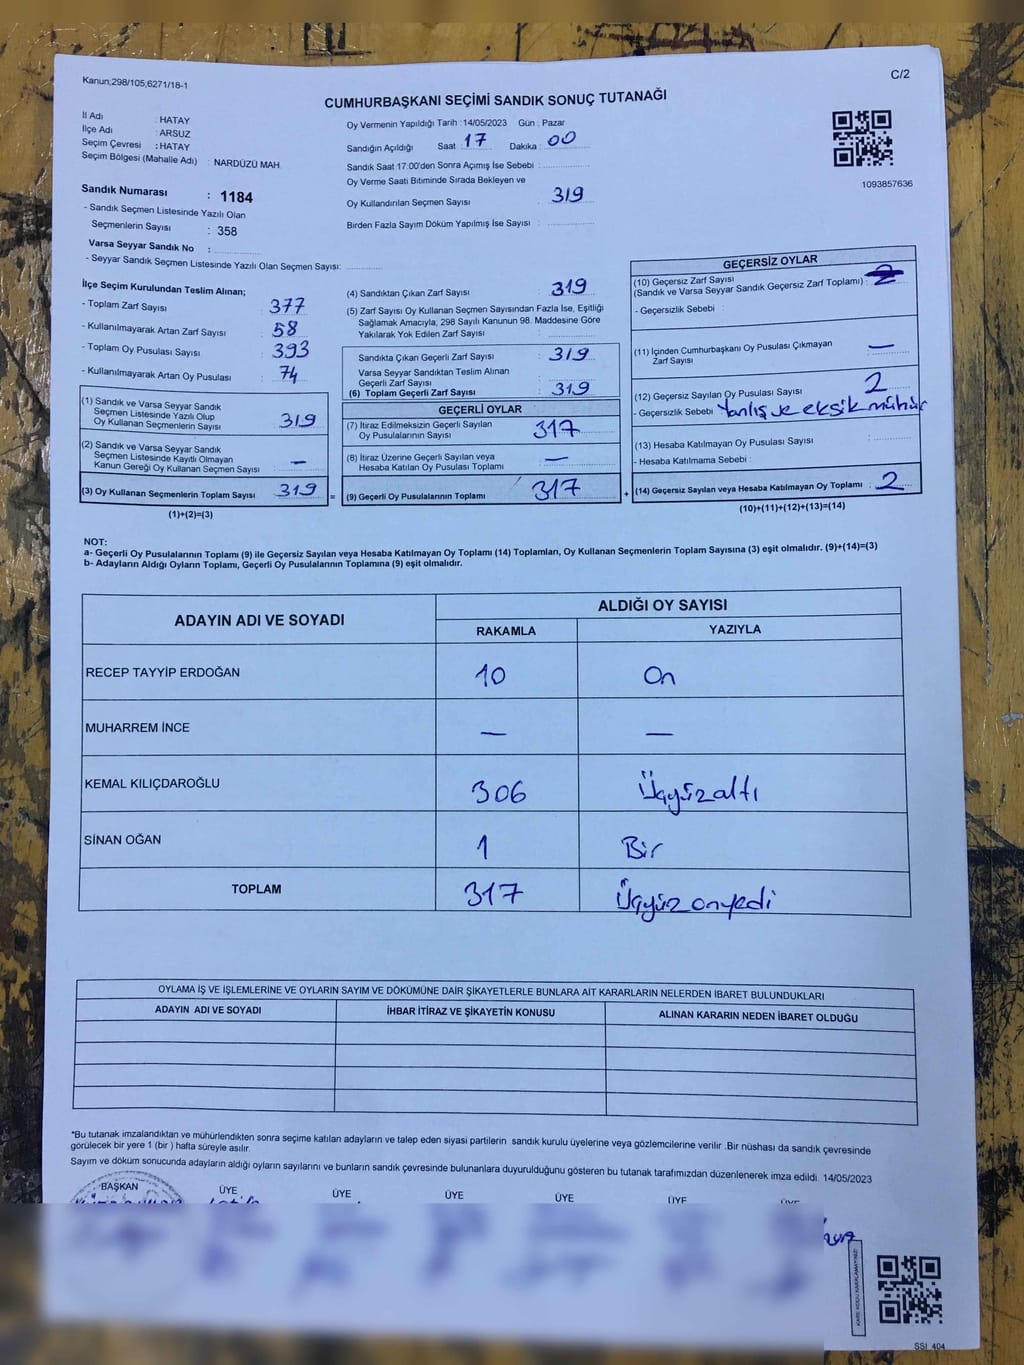 Kanun;298/105;6271/18-1
C/2
CUMHURBAŞKANI SEÇİMİ SANDIK SONUÇ TUTANAĞI
İl Adı : HATAY
İlçe Adı : ARSUZ
Seçim Çevresi : HATAY
Seçim Bölgesi (Mahalle Adı) : NARDÜZÜ MAH.
Sandık Numarası : 1184
- Sandık Seçmen Listesinde Yazılı Olan
Seçmenlerin Sayısı : 358
Varsa Seyyar Sandık No :
- Seyyar Sandık Seçmen Listesinde Yazılı Olan Seçmen Sayısı:
Oy Vermenin Yapıldığı Tarih :14/05/2023 Gün : Pazar
Sandığın Açıldığı Saat : 17 Dakika : 00
Sandık Saat 17:00'den Sonra Açımış İse Sebebi :
Oy Verme Saati Bitiminde Sırada Bekleyen ve
Oy Kullandırılan Seçmen Sayısı : 319
Birden Fazla Sayım Döküm Yapılmış İse Sayısı :
1093857636
İlçe Seçim Kurulundan Teslim Alınan;
- Toplam Zarf Sayısı : 377
- Kullanılmayarak Artan Zarf Sayısı : 58
- Toplam Oy Pusulası Sayısı : 393
- Kullanılmayarak Artan Oy Pusulası : 74
(1) Sandık ve Varsa Seyyar Sandık
Seçmen Listesinde Yazılı Olup
Oy Kullanan Seçmenlerin Sayısı : 319
(2) Sandık ve Varsa Seyyar Sandık
Seçmen Listesinde Kayıtlı Olmayan
Kanun Gereği Oy Kullanan Seçmen Sayısı : —
(3) Oy Kullanan Seçmenlerin Toplam Sayısı : 319
(1)+(2)=(3)
=
(4) Sandıktan Çıkan Zarf Sayısı : 319
(5) Zarf Sayısı Oy Kullanan Seçmen Sayısından Fazla İse, Eşitliği
Sağlamak Amacıyla, 298 Sayılı Kanunun 98. Maddesine Göre
Yakılarak Yok Edilen Zarf Sayısı :
Sandıkta Çıkan Geçerli Zarf Sayısı : 319
Varsa Seyyar Sandıktan Teslim Alınan
Geçerli Zarf Sayısı :
(6) Toplam Geçerli Zarf Sayısı : 319
GEÇERLİ OYLAR
(7) İtiraz Edilmeksizin Geçerli Sayılan
Oy Pusulalarının Sayısı : 317
(8) İtiraz Üzerine Geçerli Sayılan veya
Hesaba Katılan Oy Pusulası Toplamı : —
(9) Geçerli Oy Pusulalarının Toplamı : 317
+
GEÇERSİZ OYLAR
(10) Geçersiz Zarf Sayısı
(Sandık ve Varsa Seyyar Sandık Geçersiz Zarf Toplamı) :
- Geçersizlik Sebebi :
(11) İçinden Cumhurbaşkanı Oy Pusulası Çıkmayan
Zarf Sayısı : —
(12) Geçersiz Sayılan Oy Pusulası Sayısı : 2
- Geçersizlik Sebebi : Yanlış ve eksik mühür
(13) Hesaba Katılmayan Oy Pusulası Sayısı :
- Hesaba Katılmama Sebebi :
(14) Geçersiz Sayılan veya Hesaba Katılmayan Oy Toplamı : 2
(10)+(11)+(12)+(13)=(14)
NOT:
a- Geçerli Oy Pusulalarının Toplamı (9) ile Geçersiz Sayılan veya Hesaba Katılmayan Oy Toplamı (14) Toplamları, Oy Kullanan Seçmenlerin Toplam Sayısına (3) eşit olmalıdır. (9)+(14)=(3)
b- Adayların Aldığı Oyların Toplamı, Geçerli Oy Pusulalarının Toplamına (9) eşit olmalıdır.
ADAYIN ADI VE SOYADI
ALDIĞI OY SAYISI
RAKAMLA YAZIYLA
RECEP TAYYİP ERDOĞAN 10 On
MUHARREM İNCE — —
KEMAL KILIÇDAROĞLU 306 Üçyüzaltı
SİNAN OĞAN 1 Bir
TOPLAM 317 Üçyüz onyedi
OYLAMA İŞ VE İŞLEMLERİNE VE OYLARIN SAYIM VE DÖKÜMÜNE DAİR ŞİKAYETLERLE BUNLARA AİT KARARLARIN NELERDEN İBARET BULUNDUKLARI
ADAYIN ADI VE SOYADI İHBAR İTİRAZ VE ŞİKAYETİN KONUSU ALINAN KARARIN NEDEN İBARET OLDUĞU
*Bu tutanak imzalandıktan ve mühürlendikten sonra seçime katılan adayların ve talep eden siyasi partilerin sandık kurulu üyelerine veya gözlemcilerine verilir .Bir nüshası da sandık çevresinde
görülecek bir yere 1 (bir ) hafta süreyle asılır.
Sayım ve döküm sonucunda adayların aldığı oyların sayılarını ve bunların sandık çevresinde bulunanlara duyurulduğunu gösteren bu tutanak tarafımızdan düzenlenerek imza edildi. 14/05/2023
BAŞKAN ÜYE ÜYE ÜYE ÜYE ÜYE ÜYE
SSİ_404